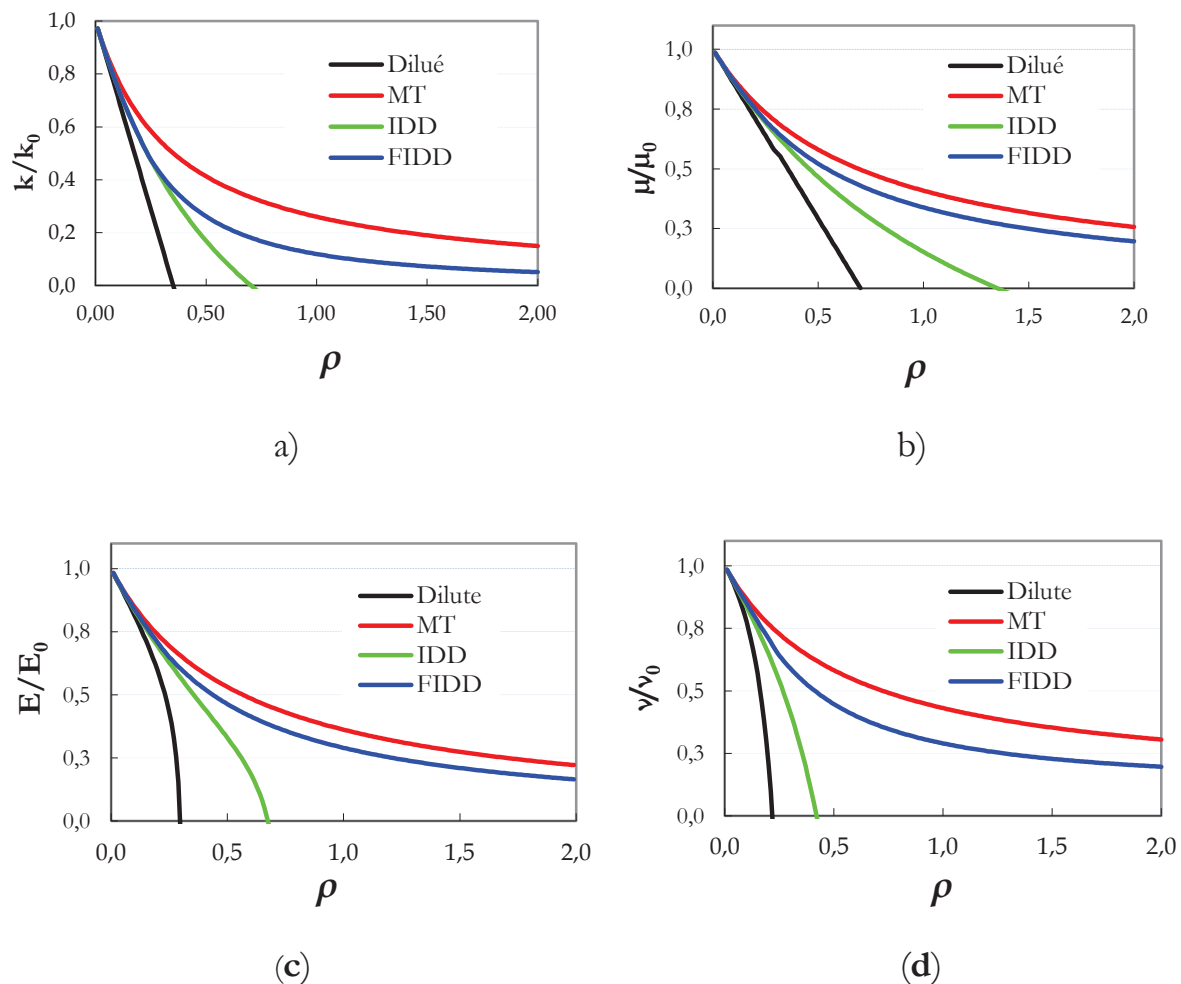 1,0
0,8
0,6
0,4
0,2
0,0
k/k0
Dilué
MT
IDD
FIDD
0,00 0,50 1,00 1,50 2,00
ρ
a)
1,0
0,8
0,5
0,3
0,0
μ/μ0
Dilué
MT
IDD
FIDD
0,0 0,5 1,0 1,5 2,0
ρ
b)
1,0
0,8
0,5
0,3
0,0
E/E0
Dilute
MT
IDD
FIDD
0,0 0,5 1,0 1,5 2,0
ρ
(c)
1,0
0,8
0,5
0,3
0,0
ν/ν0
Dilute
MT
IDD
FIDD
0,0 0,5 1,0 1,5 2,0
ρ
(d)